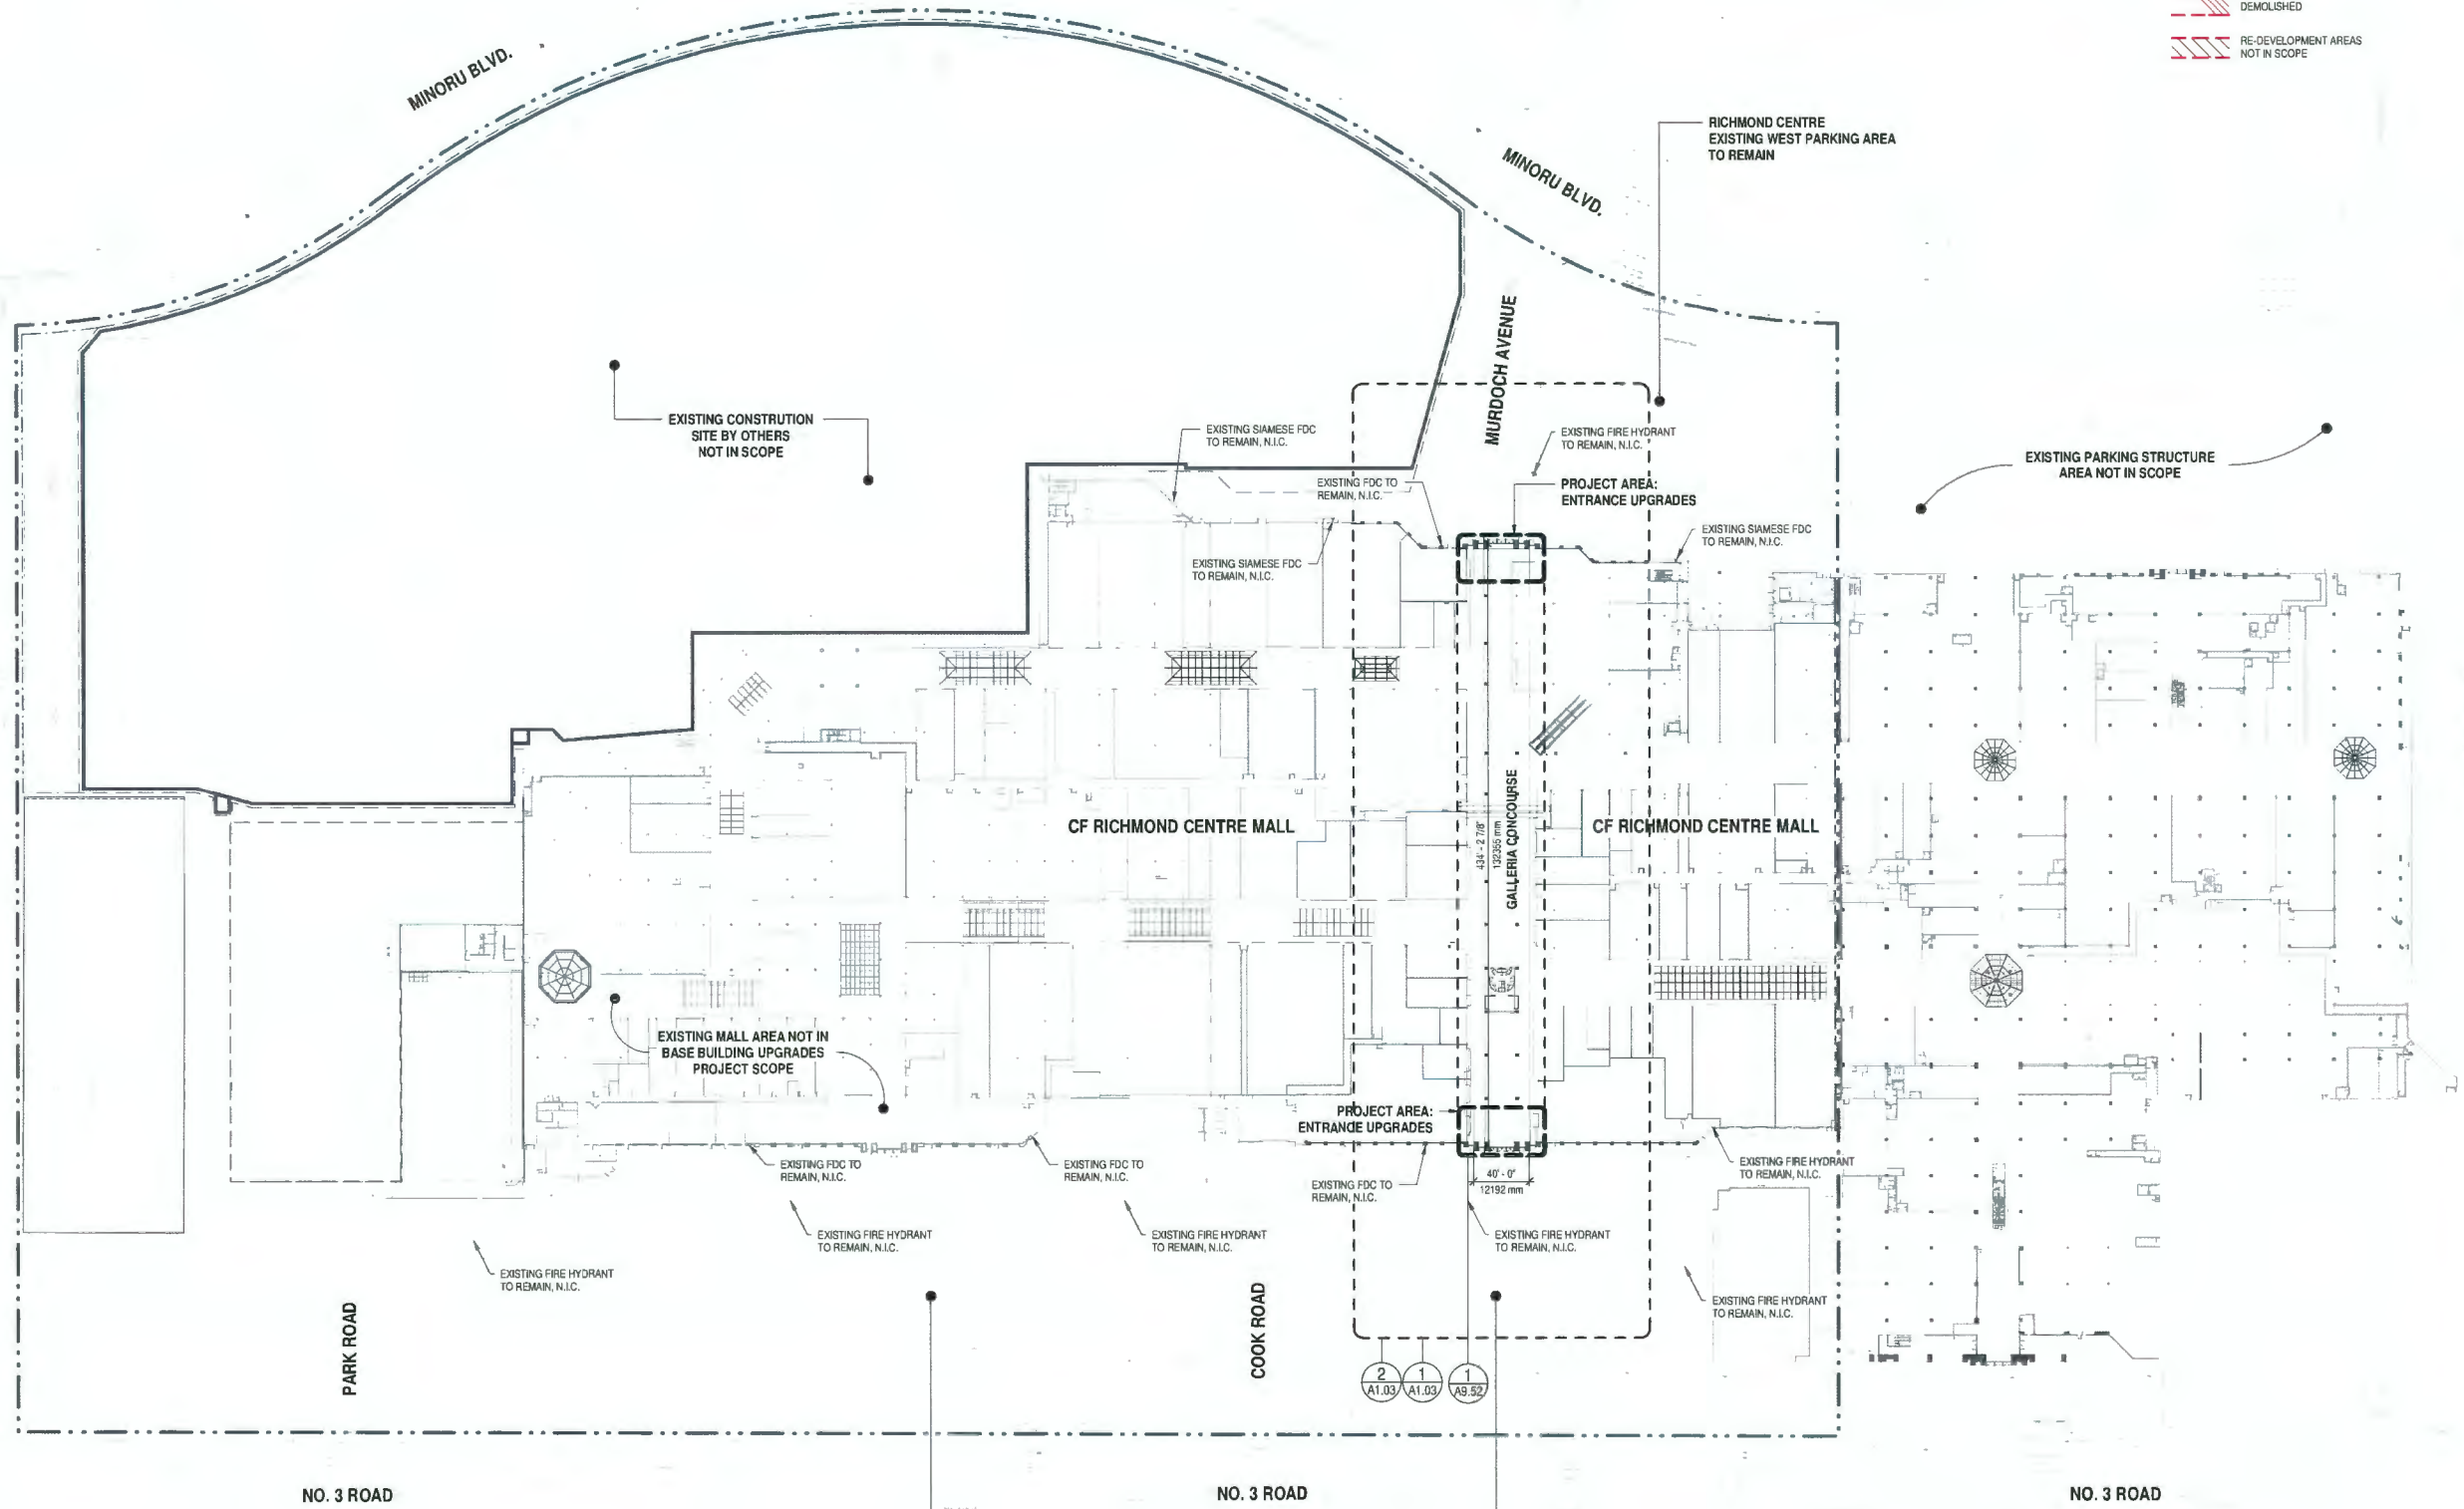 DEMOLISHED
RE-DEVELOPMENT AREAS
NOT IN SCOPE
MINORU BLVD.
RICHMOND CENTRE
EXISTING WEST PARKING AREA
TO REMAIN
MINORU BLVD.
MURDOCH AVENUE
EXISTING CONSTRUTION
SITE BY OTHERS
NOT IN SCOPE
EXISTING SIAMESE FDC
TO REMAIN, N.I.C.
EXISTING FIRE HYDRANT
TO REMAIN, N.I.C.
EXISTING PARKING STRUCTURE
AREA NOT IN SCOPE
EXISTING FDC TO
REMAIN, N.I.C.
PROJECT AREA:
ENTRANCE UPGRADES
EXISTING SIAMESE FDC
TO REMAIN, N.I.C.
EXISTING SIAMESE FDC
TO REMAIN, N.I.C.
CF RICHMOND CENTRE MALL
434' - 2 7/8"
132355 mm
GALLERIA CONCOURSE
CF RICHMOND CENTRE MALL
EXISTING MALL AREA NOT IN
BASE BUILDING UPGRADES
PROJECT SCOPE
PROJECT AREA:
ENTRANCE UPGRADES
EXISTING FDC TO
REMAIN, N.I.C.
EXISTING FDC TO
REMAIN, N.I.C.
EXISTING FDC TO
REMAIN, N.I.C.
40' - 0"
12192 mm
EXISTING FIRE HYDRANT
TO REMAIN, N.I.C.
EXISTING FIRE HYDRANT
TO REMAIN, N.I.C.
EXISTING FIRE HYDRANT
TO REMAIN, N.I.C.
EXISTING FIRE HYDRANT
TO REMAIN, N.I.C.
EXISTING FIRE HYDRANT
TO REMAIN, N.I.C.
EXISTING FIRE HYDRANT
TO REMAIN, N.I.C.
PARK ROAD
COOK ROAD
2
A1.03
1
A1.03
1
A9.52
NO. 3 ROAD
NO. 3 ROAD
NO. 3 ROAD